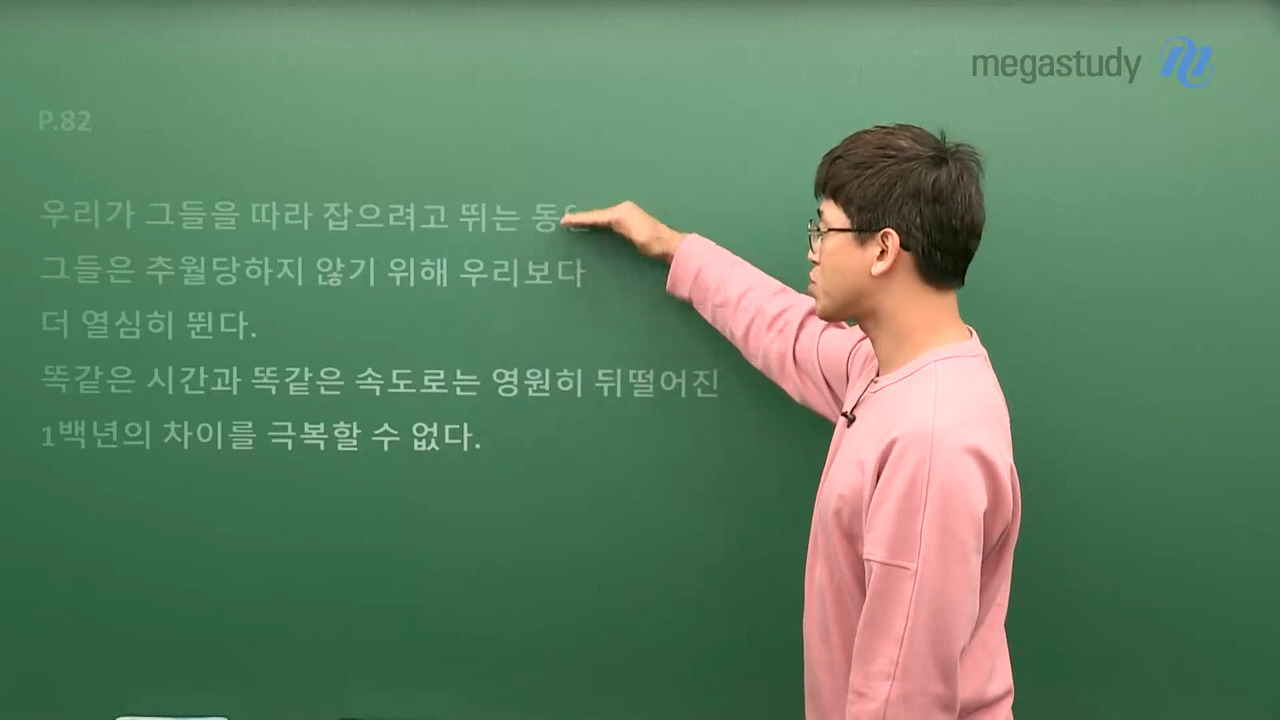 megastudy
P.82
우리가 그들을 따라 잡으려고 뛰는
그들은 추월당하지 않기 위해 우리보다
더 열심히 뛴다.
똑같은 시간과 똑같은 속도로는 영원히 뒤떨어진
1백년의 차이를 극복할 수 없다.